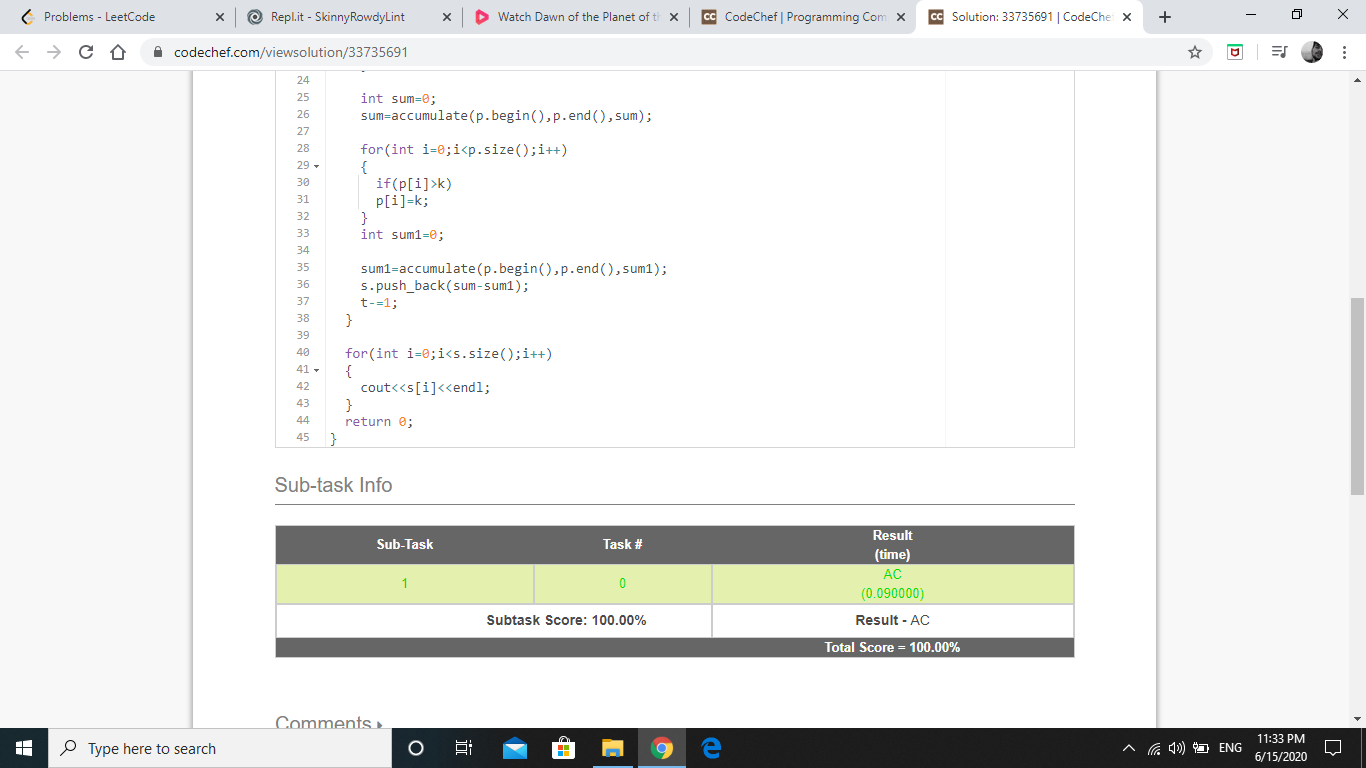 Problems - LeetCode
Repl.it - SkinnyRowdyLint
Watch Dawn of the Planet of t
CodeChef | Programming Com
Solution: 33735691 | CodeChe
codechef.com/viewsolution/33735691
24
25 int sum=0;
26 sum=accumulate(p.begin(),p.end(),sum);
27
28 for(int i=0;i<p.size();i++)
29 {
30 if(p[i]>k)
31 p[i]=k;
32 }
33 int sum1=0;
34
35 sum1=accumulate(p.begin(),p.end(),sum1);
36 s.push_back(sum-sum1);
37 t-=1;
38 }
39
40 for(int i=0;i<s.size();i++)
41 {
42 cout<<s[i]<<endl;
43 }
44 return 0;
45 }
Sub-task Info
Sub-Task Task # Result
(time)
1 0 AC
(0.090000)
Subtask Score: 100.00% Result - AC
Total Score = 100.00%
Comments
Type here to search
ENG
11:33 PM
6/15/2020